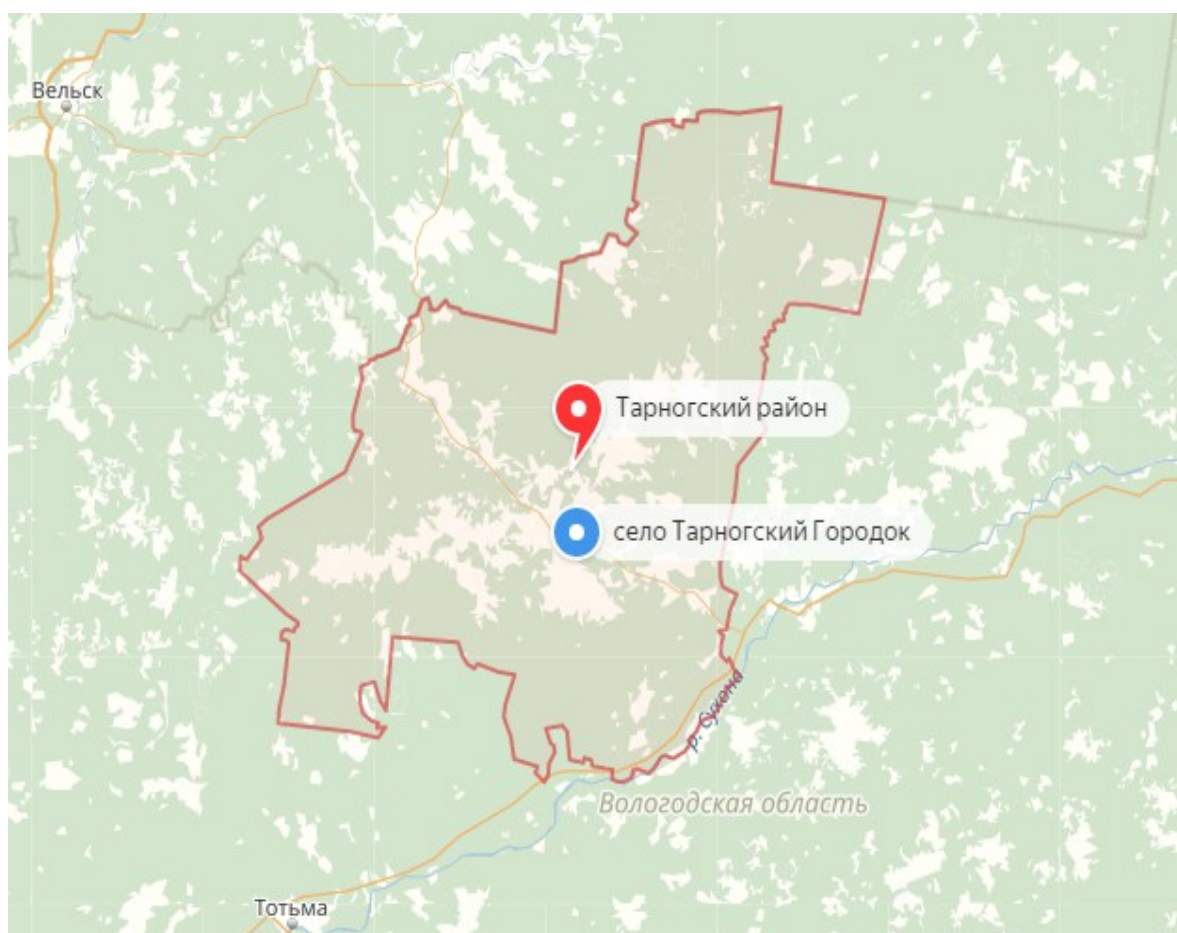 Вельск
Тарногский район
село Тарногский Городок
р. Сухона
Вологодская область
Тотьма